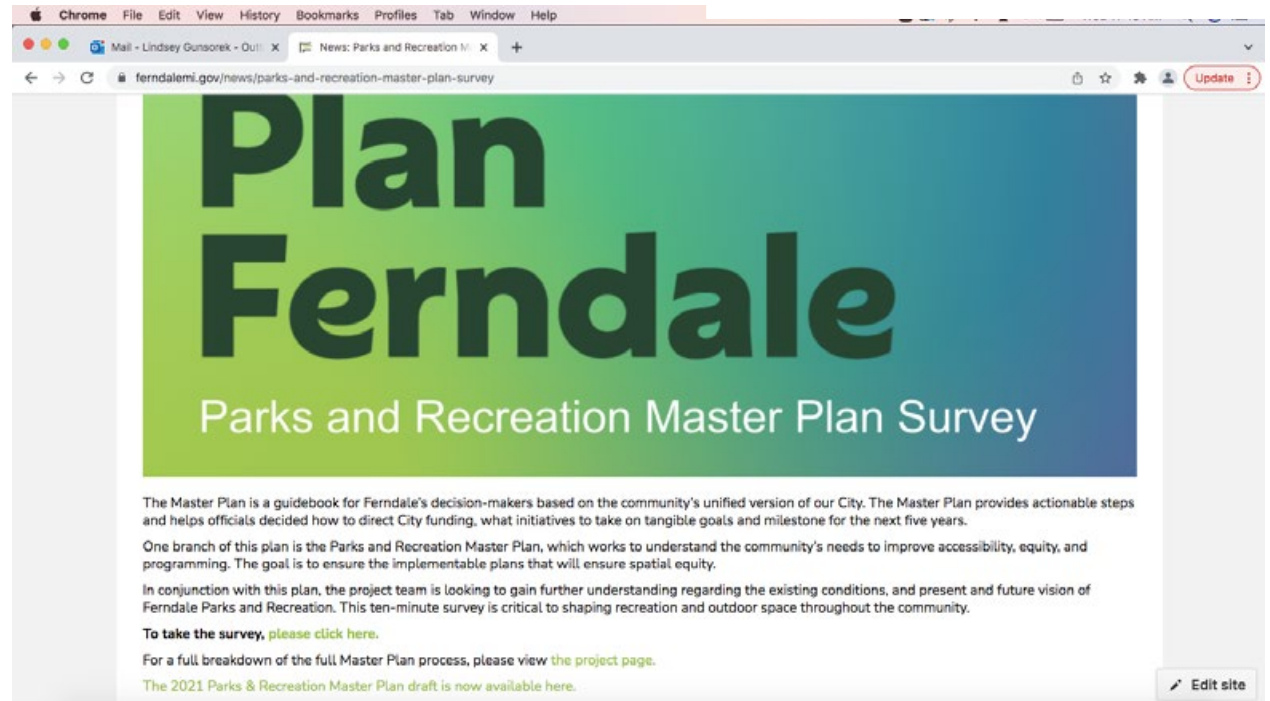 Chrome File Edit View History Bookmarks Profiles Tab Window Help
Mail - Lindsey Gunsorek - Out
News: Parks and Recreation M
ferndalemi.gov/news/parks-and-recreation-master-plan-survey
Update
Plan
Ferndale
Parks and Recreation Master Plan Survey
The Master Plan is a guidebook for Ferndale's decision-makers based on the community's unified version of our City. The Master Plan provides actionable steps
and helps officials decided how to direct City funding, what initiatives to take on tangible goals and milestone for the next five years.
One branch of this plan is the Parks and Recreation Master Plan, which works to understand the community's needs to improve accessibility, equity, and
programming. The goal is to ensure the implementable plans that will ensure spatial equity.
In conjunction with this plan, the project team is looking to gain further understanding regarding the existing conditions, and present and future vision of
Ferndale Parks and Recreation. This ten-minute survey is critical to shaping recreation and outdoor space throughout the community.
To take the survey, please click here.
For a full breakdown of the full Master Plan process, please view the project page.
The 2021 Parks & Recreation Master Plan draft is now available here.
Edit site